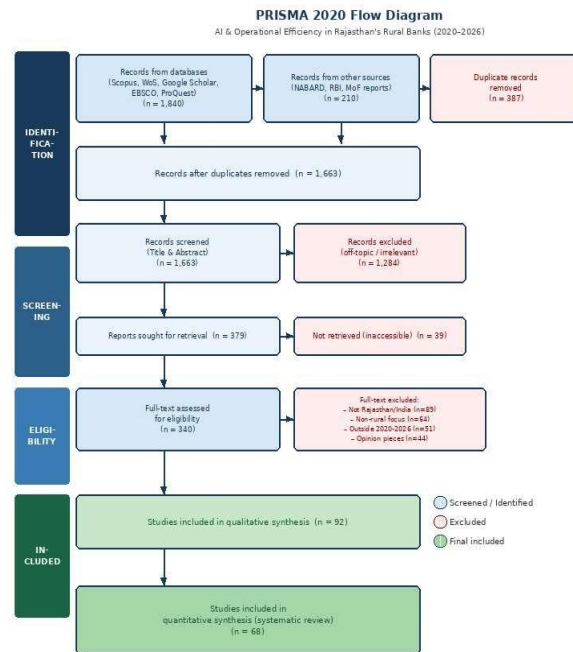 PRISMA 2020 Flow Diagram
AI & Operational Efficiency in Rajasthan's Rural Banks (2020–2026)
IDENTI-
FICA-
TION
Records from databases
(Scopus, WoS, Google Scholar,
EBSCO, ProQuest)
(n = 1,840)
Records from other sources
(NABARD, RBI, MoF reports)
(n = 210)
Duplicate records
removed
(n = 387)
Records after duplicates removed (n = 1,663)
Records screened
(Title & Abstract)
(n = 1,663)
Records excluded
(off-topic / irrelevant)
(n = 1,284)
SCREEN-
ING
Reports sought for retrieval (n = 379)
Not retrieved (inaccessible) (n = 39)
ELIGI-
BILITY
Full-text assessed
for eligibility
(n = 340)
Full-text excluded:
– Not Rajasthan/India (n=89)
– Non-rural focus (n=64)
– Outside 2020-2026 (n=51)
– Opinion pieces (n=44)
IN-
CLUDED
Studies included in qualitative synthesis (n = 92)
Screened / Identified
Excluded
Final included
Studies included in
quantitative synthesis (systematic review)
(n = 68)